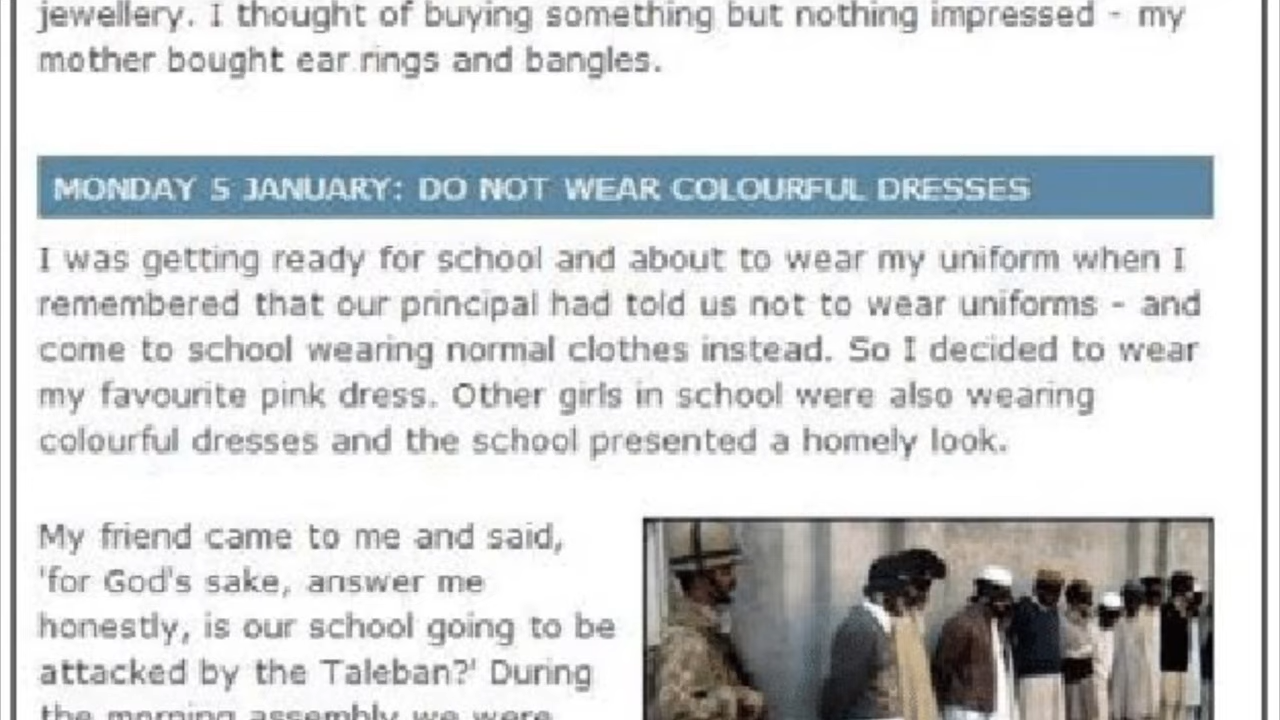 jewellery. I thought of buying something but nothing impressed - my
mother bought ear rings and bangles.
MONDAY 5 JANUARY: DO NOT WEAR COLOURFUL DRESSES
I was getting ready for school and about to wear my uniform when I
remembered that our principal had told us not to wear uniforms - and
come to school wearing normal clothes instead. So I decided to wear
my favourite pink dress. Other girls in school were also wearing
colourful dresses and the school presented a homely look.
My friend came to me and said,
'for God's sake, answer me
honestly, is our school going to be
attacked by the Taleban?' During
the morning assembly we were